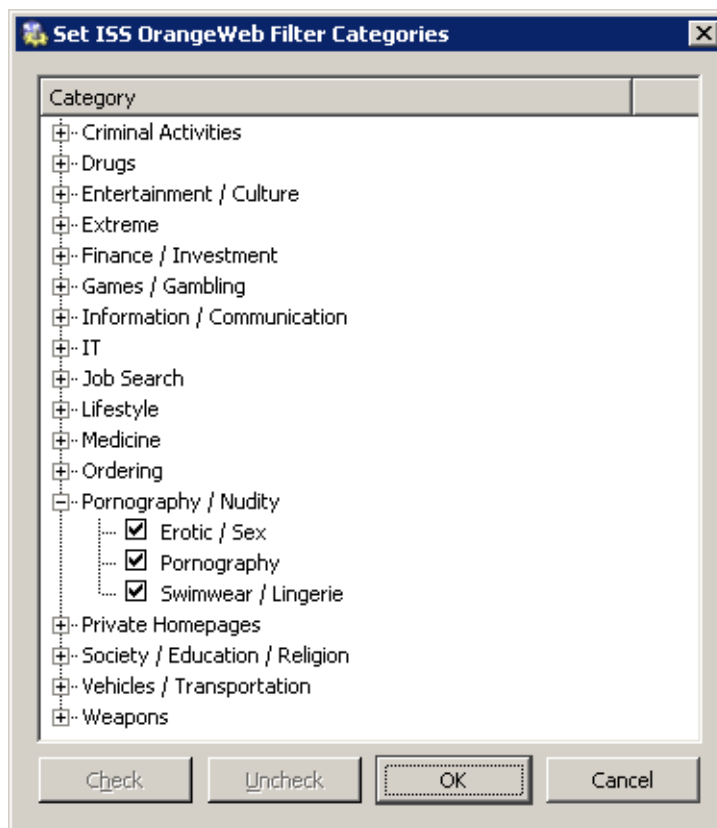 Set ISS OrangeWeb Filter Categories
Category
Criminal Activities
Drugs
Entertainment / Culture
Extreme
Finance / Investment
Games / Gambling
Information / Communication
IT
Job Search
Lifestyle
Medicine
Ordering
Pornography / Nudity
Erotic / Sex
Pornography
Swimwear / Lingerie
Private Homepages
Society / Education / Religion
Vehicles / Transportation
Weapons
Check Uncheck OK Cancel